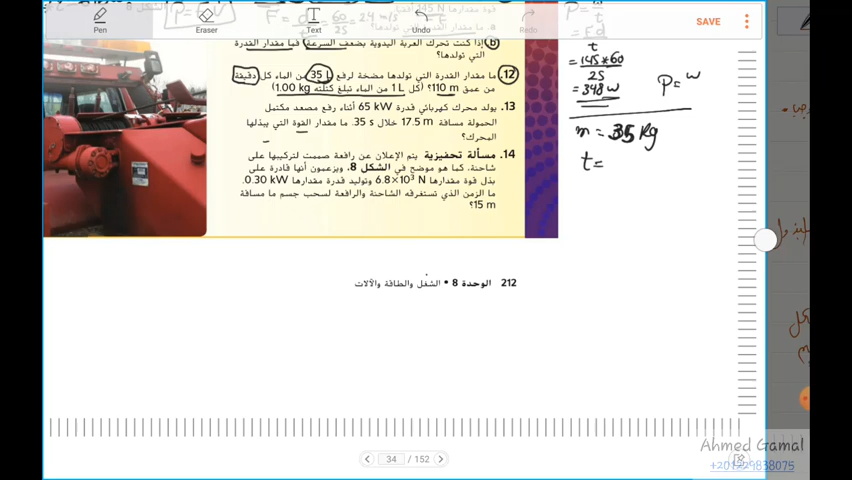 Pen
Eraser
Text
Undo
Redo
SAVE
b. إذا كنت تحرك العربة اليدوية بضعف السرعة فما مقدار القدرة
التي تولدها؟
12. ما مقدار القدرة التي تولدها مضخة لرفع 35 L من الماء كل دقيقة
من عمق 110 m؟ (كل 1 L من الماء تبلغ كتلته 1.00 kg)
13. يولد محرك كهربائي قدرة 65 kW أثناء رفع مصعد مكتمل
الحمولة مسافة 17.5 m خلال 35 s. ما مقدار القوة التي يبذلها
المحرك؟
14. مسألة تحفيزية يتم الإعلان عن رافعة صممت لتركيبها على
شاحنة، كما هو موضح في الشكل 8، ويزعمون أنها قادرة على
بذل قوة مقدارها 6.8×10³ N وتوليد قدرة مقدارها 0.30 kW.
ما الزمن الذي تستغرقه الشاحنة والرافعة لسحب جسم ما مسافة
15 m؟
t
= 145*60
25
= 348 w
P = w
m = 35 kg
t =
212 الوحدة 8 • الشغل والطاقة والآلات
34 / 152
Ahmed Gamal